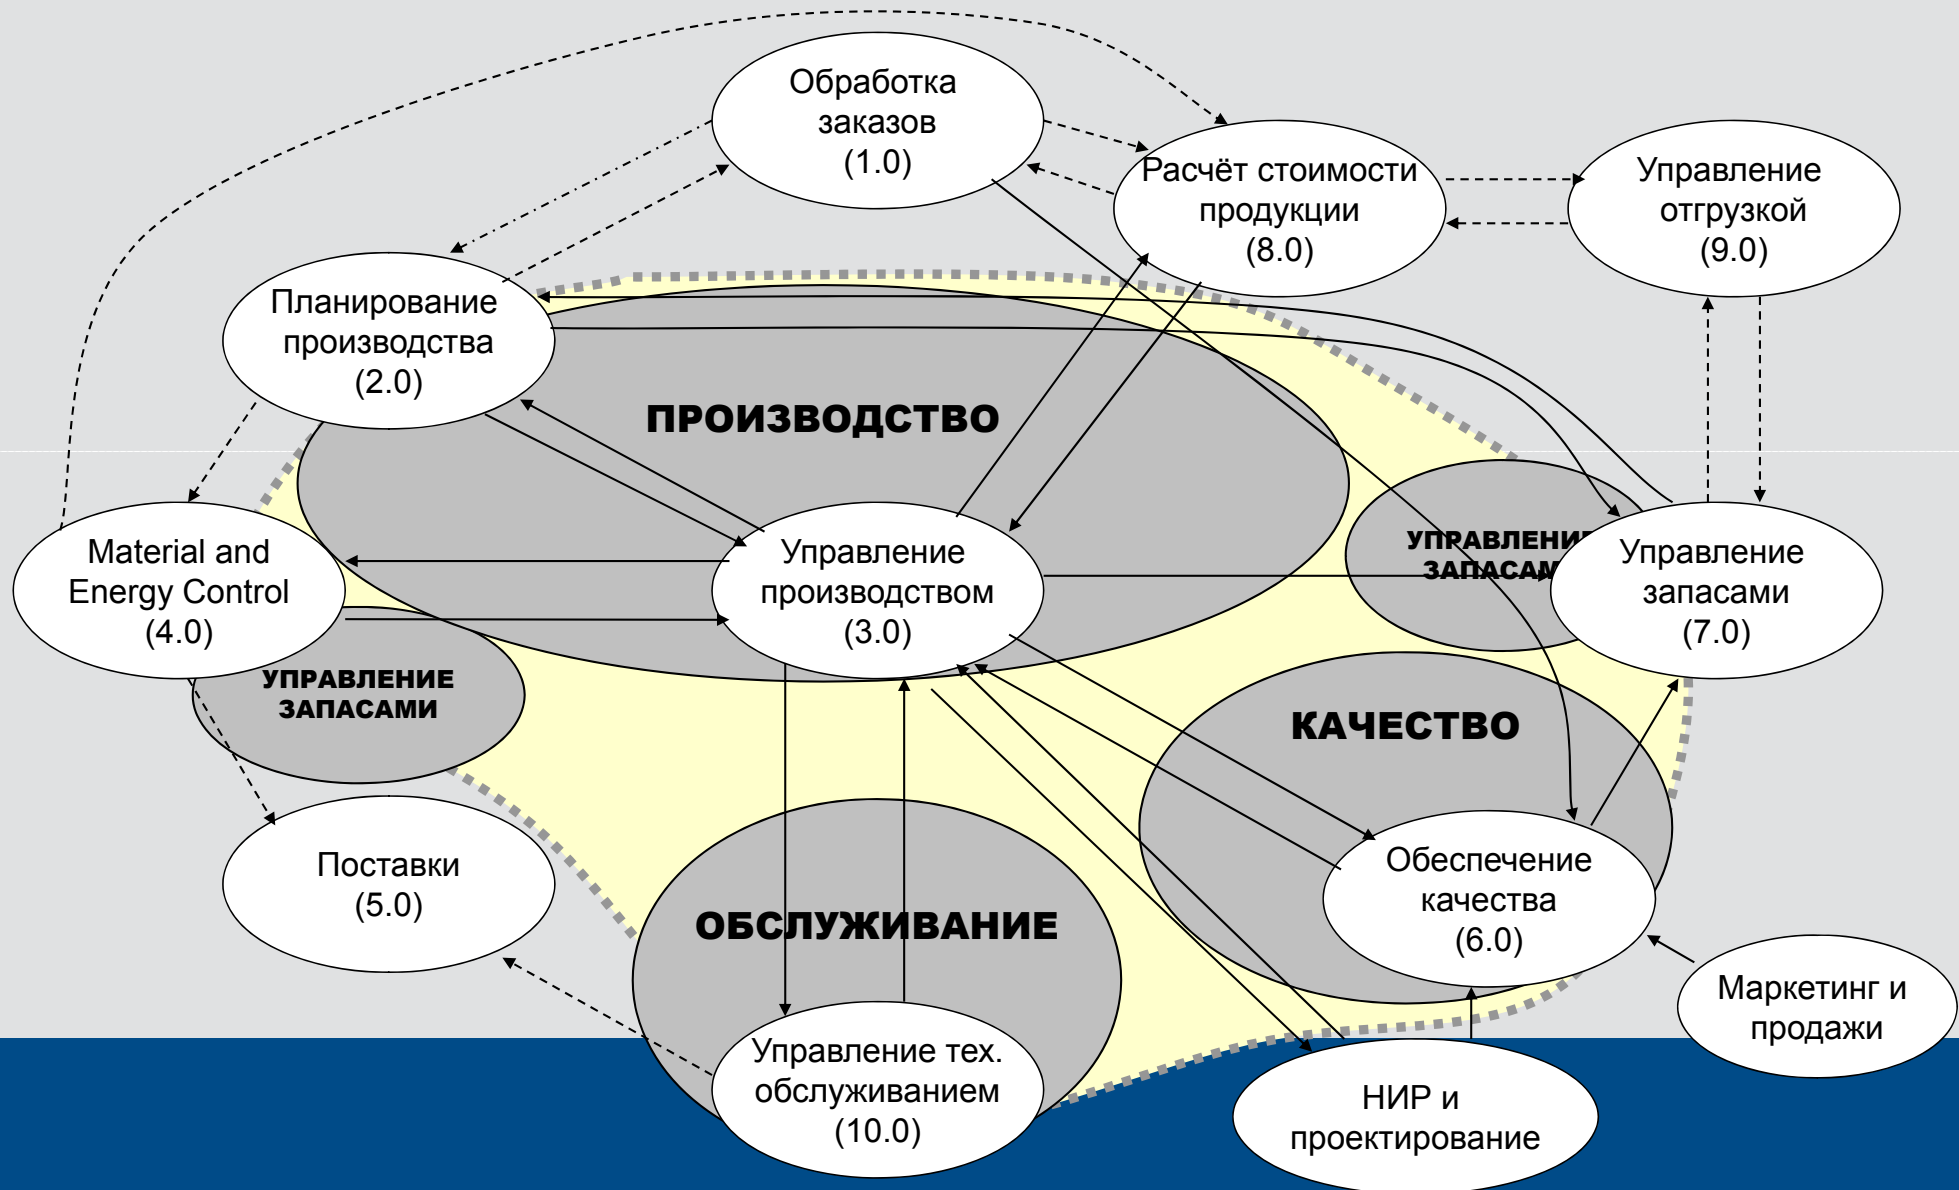 Обработка
заказов
(1.0)
Расчёт стоимости
продукции
(8.0)
Управление
отгрузкой
(9.0)
Планирование
производства
(2.0)
ПРОИЗВОДСТВО
Material and
Energy Control
(4.0)
Управление
производством
(3.0)
УПРАВЛЕНИЕ
ЗАПАСАМ
Управление
запасами
(7.0)
УПРАВЛЕНИЕ
ЗАПАСАМИ
КАЧЕСТВО
Поставки
(5.0)
ОБСЛУЖИВАНИЕ
Обеспечение
качества
(6.0)
Маркетинг и
продажи
Управление тех.
обслуживанием
(10.0)
НИР и
проектирование